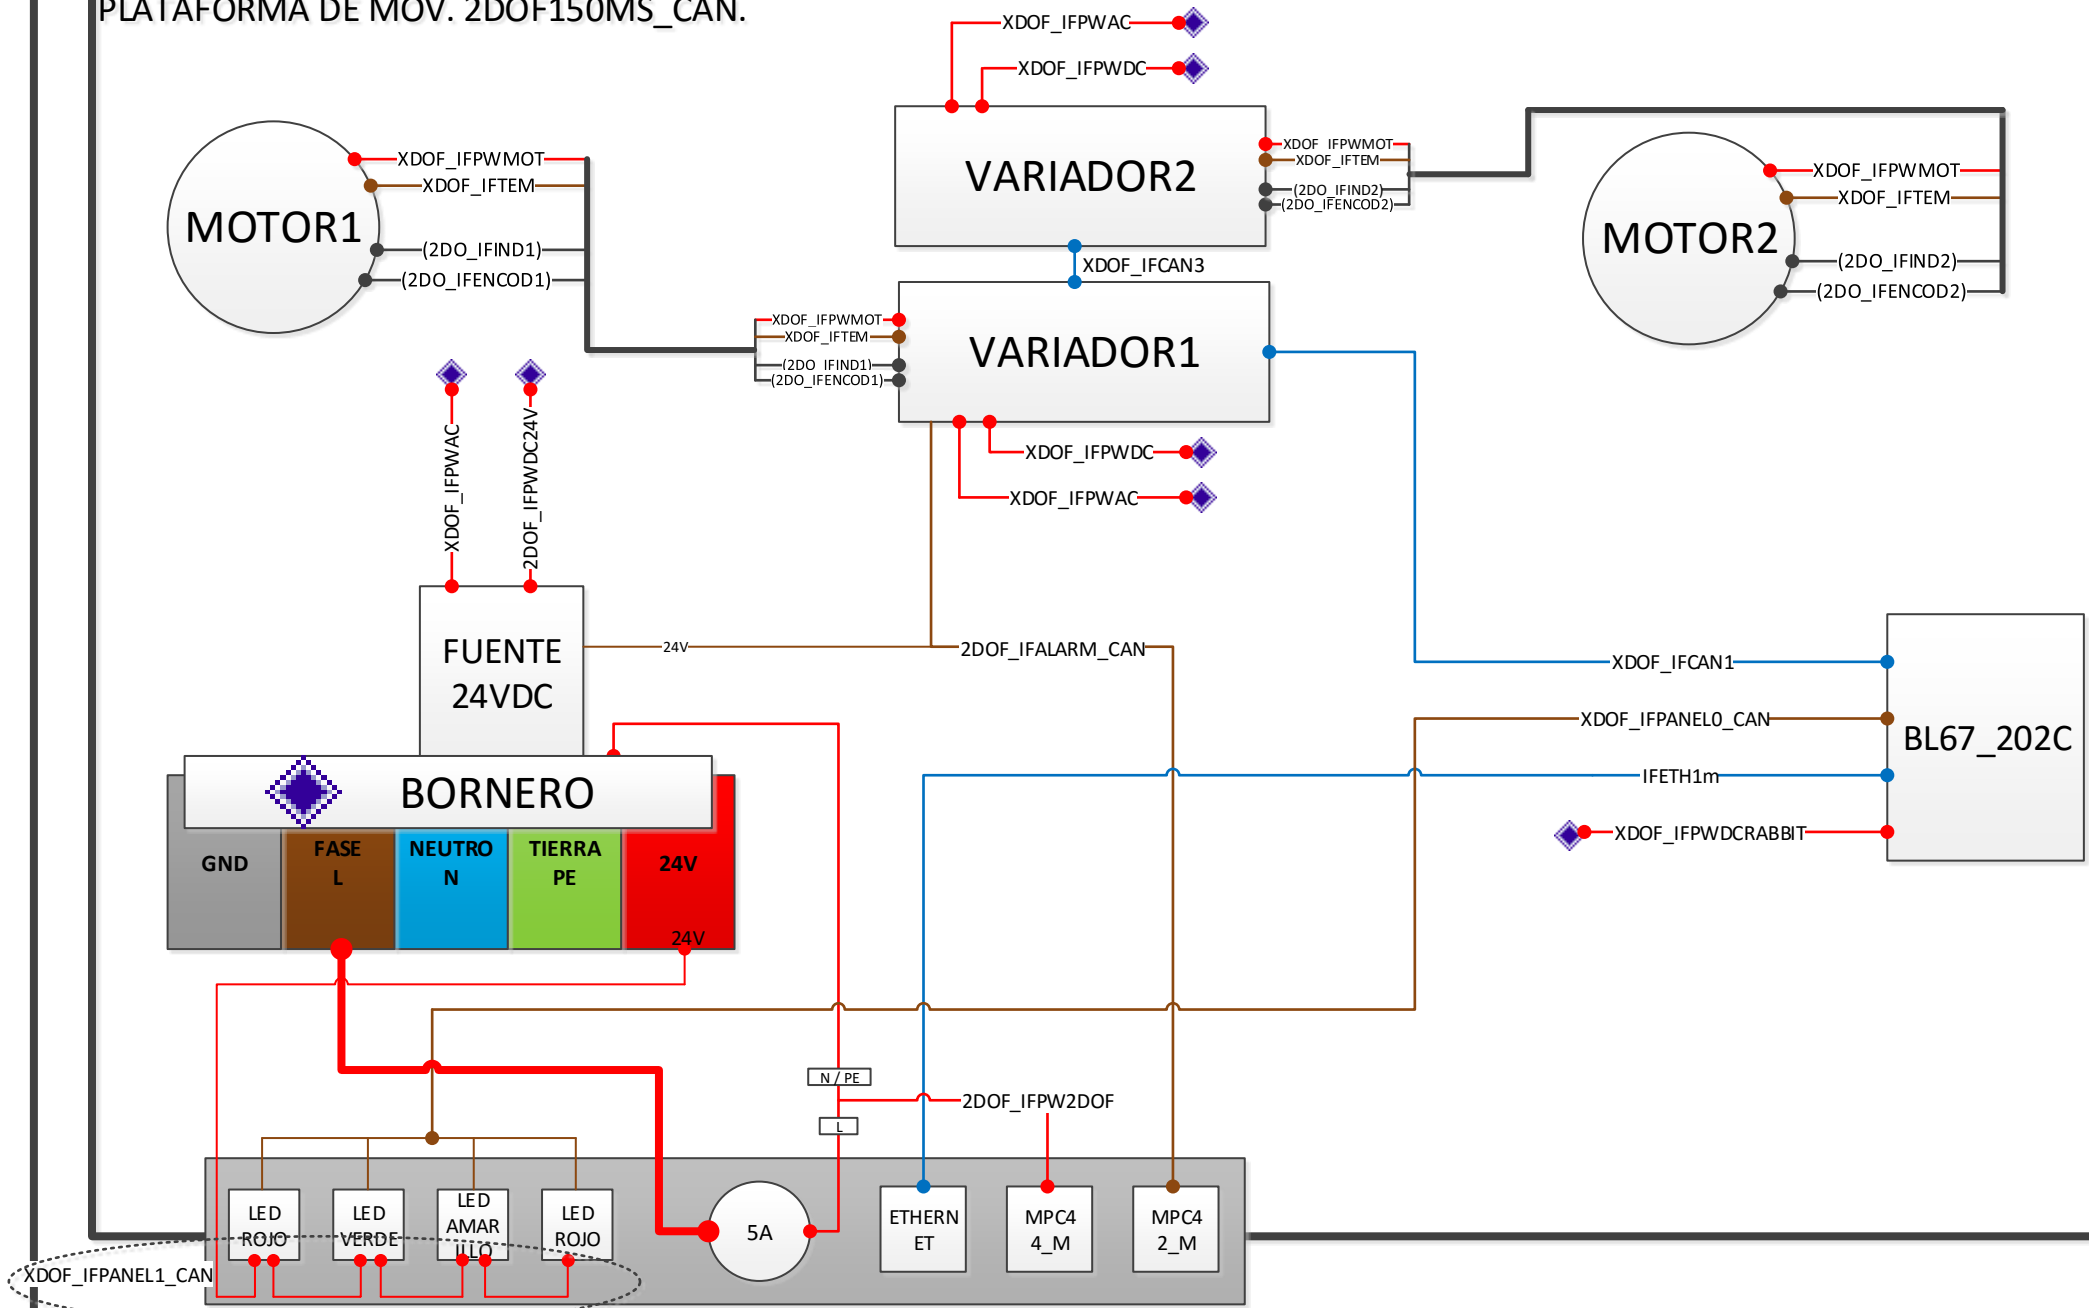 PLATAFORMA DE MOV. 2DOF150MS_CAN.
XDOF_IFPWAC
XDOF_IFPWDC
MOTOR1
XDOF_IFPWMOT
XDOF_IFTEM
(2DO_IFIND1)
(2DO_IFENCOD1)
VARIADOR2
XDOF_IFPWMOT
XDOF_IFTEM
(2DO_IFIND2)
(2DO_IFENCOD2)
MOTOR2
XDOF_IFPWMOT
XDOF_IFTEM
(2DO_IFIND2)
(2DO_IFENCOD2)
XDOF_IFCAN3
XDOF_IFPWMOT
XDOF_IFTEM
(2DO_IFIND1)
(2DO_IFENCOD1)
VARIADOR1
XDOF_IFPWDC
XDOF_IFPWAC
XDOF_IFPWAC
2DOF_IFPWDC24V
FUENTE
24VDC
24V
2DOF_IFALARM_CAN
XDOF_IFCAN1
XDOF_IFPANEL0_CAN
IFETH1m
XDOF_IFPWDCRABBIT
BL67_202C
BORNERO
GND
FASE
L
NEUTRO
N
TIERRA
PE
24V
24V
N / PE
L
2DOF_IFPW2DOF
LED
ROJO
LED
VERDE
LED
AMAR
ILLO
LED
ROJO
5A
ETHERN
ET
MPC4
4_M
MPC4
2_M
XDOF_IFPANEL1_CAN